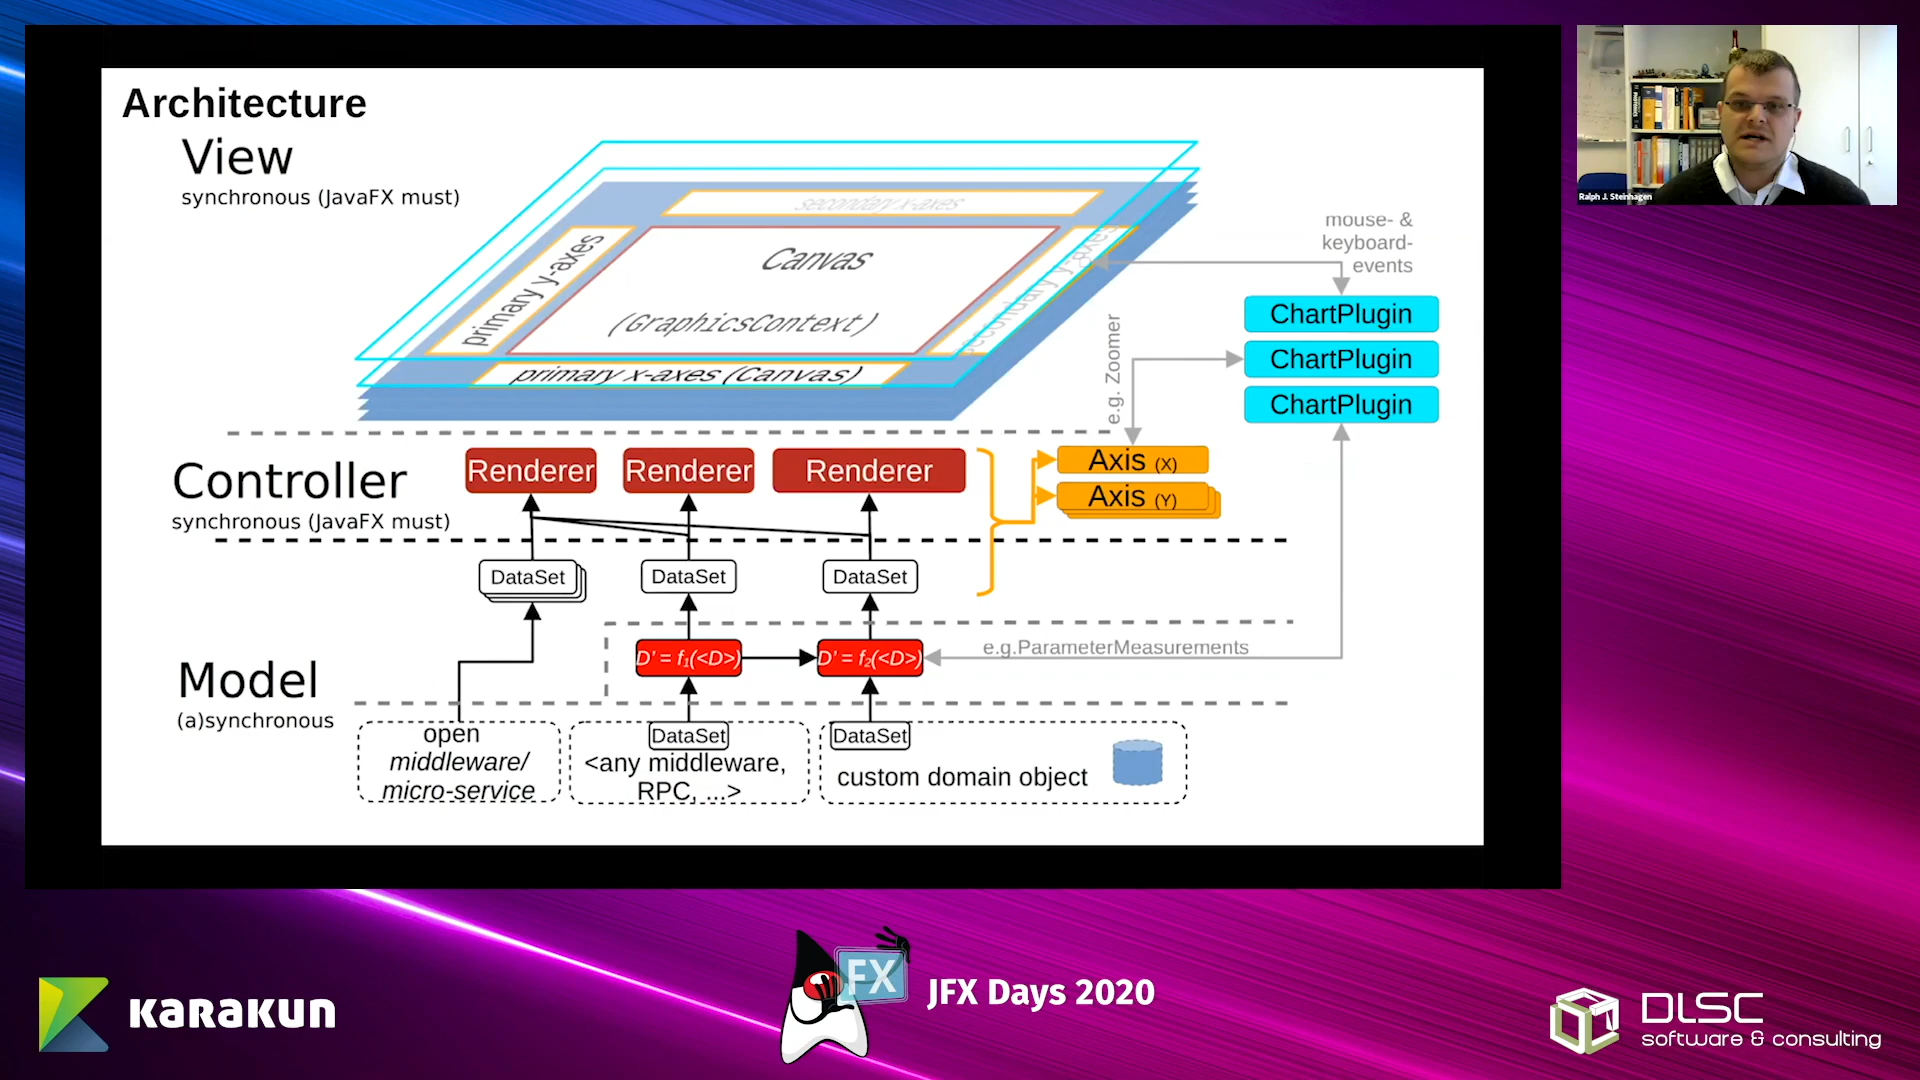 Architecture
View
synchronous (JavaFX must)
secondary x-axes
primary y-axes
Canvas
(GraphicsContext)
secondary y-axes
primary x-axes (Canvas)
mouse- &
keyboard-
events
ChartPlugin
ChartPlugin
ChartPlugin
e.g. Zoomer
Controller
synchronous (JavaFX must)
Renderer
Renderer
Renderer
Axis (X)
Axis (Y)
DataSet
DataSet
DataSet
D' = f₁(<D>)
D' = f₂(<D>)
e.g.ParameterMeasurements
Model
(a)synchronous
open
middleware/
micro-service
DataSet
<any middleware,
RPC, ...>
DataSet
custom domain object
Ralph J. Steinhagen
KARAKUN
FX
JFX Days 2020
DLSC
software & consulting